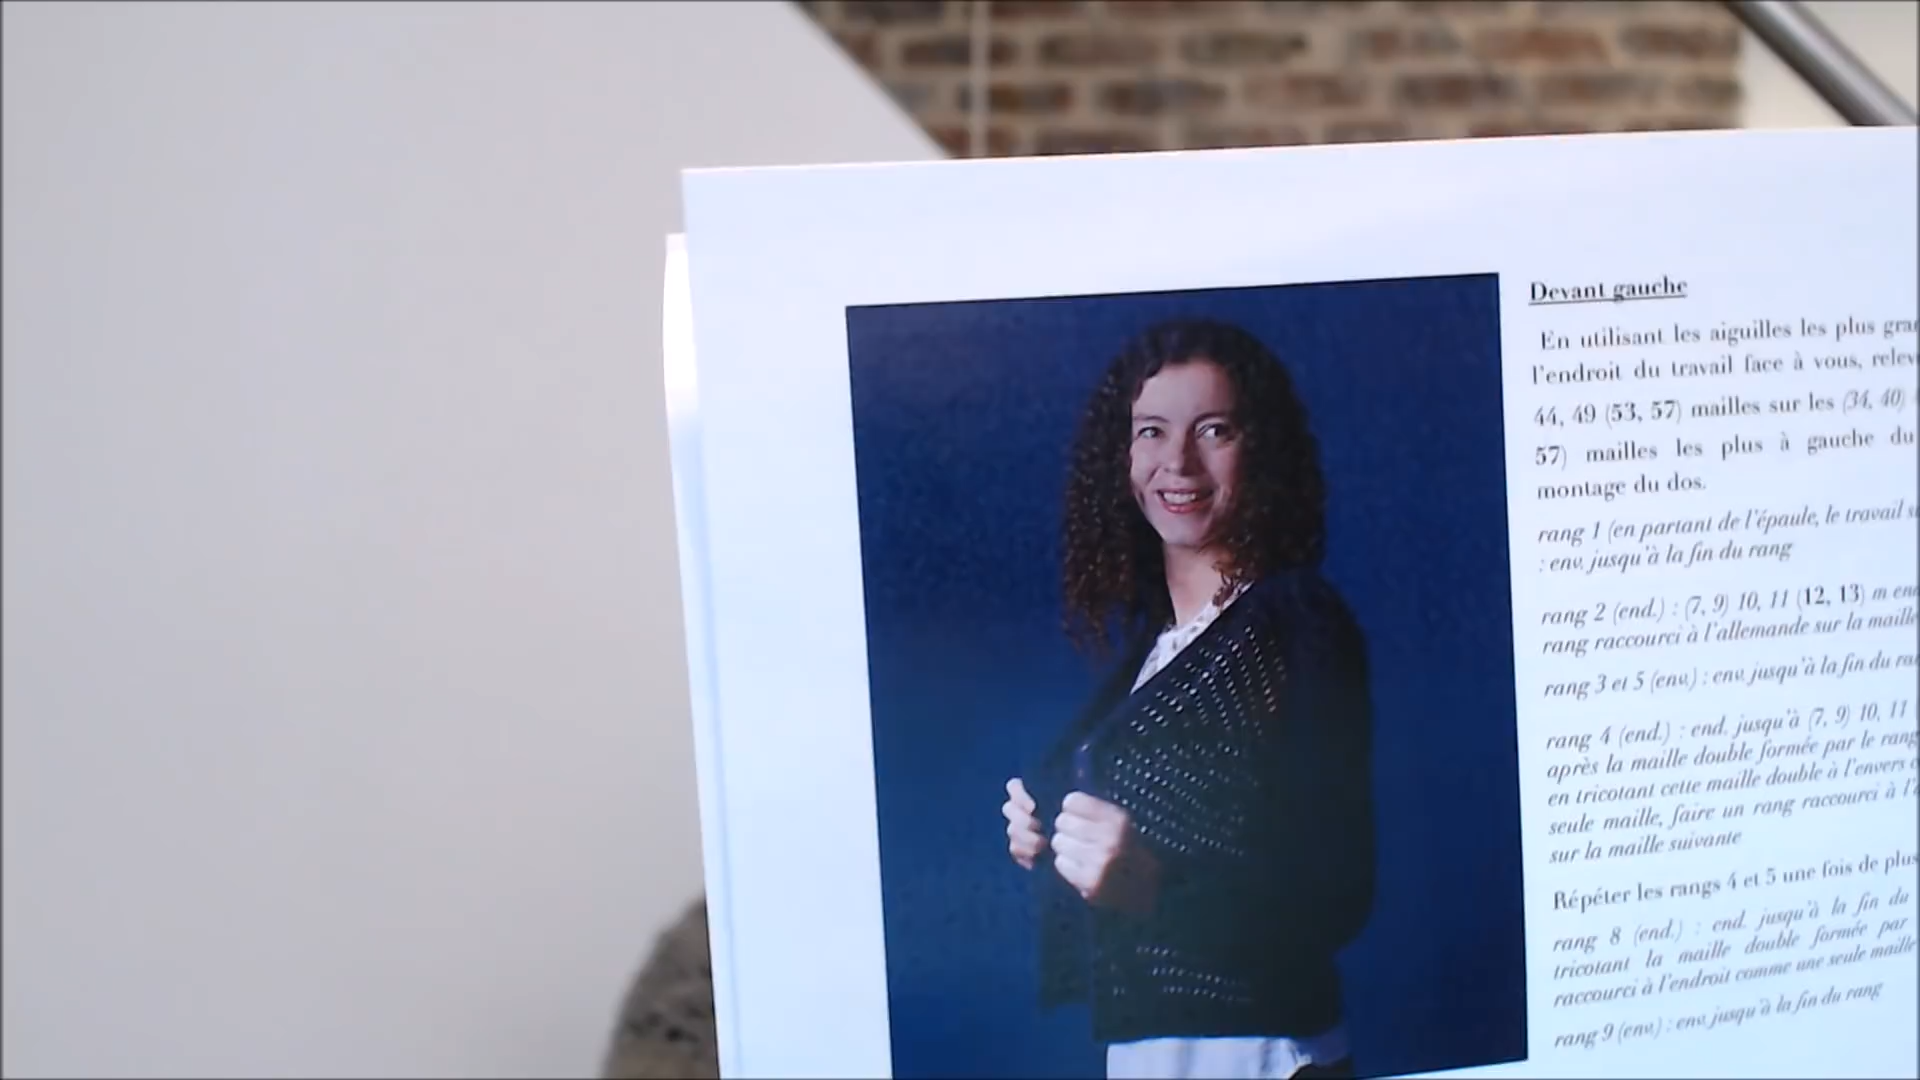 Devant gauche
En utilisant les aiguilles les plus
l'endroit du travail face à vous,
44, 49 (53, 57) mailles sur les (34, 40)
57) mailles les plus à gauche du
montage du dos.
rang 1 (en partant de l'épaule, le travail
: env. jusqu'à la fin du rang
rang 2 (end.) : (7, 9) 10, 11 (12, 13) m
rang raccourci à l'allemande sur la maille
rang 3 et 5 (env.) : env. jusqu'à la fin du
rang 4 (end.) : end. jusqu'à (7, 9) 10, 11
après la maille double formée par le rang
en tricotant cette maille double à l'envers
seule maille, faire un rang raccourci à
sur la maille suivante
Répéter les rangs 4 et 5 une fois de plus
rang 8 (end.) : end. jusqu'à la fin du
tricotant la maille double formée par
raccourci à l'endroit comme une seule maille
rang 9 (env.) : env. jusqu'à la fin du rang